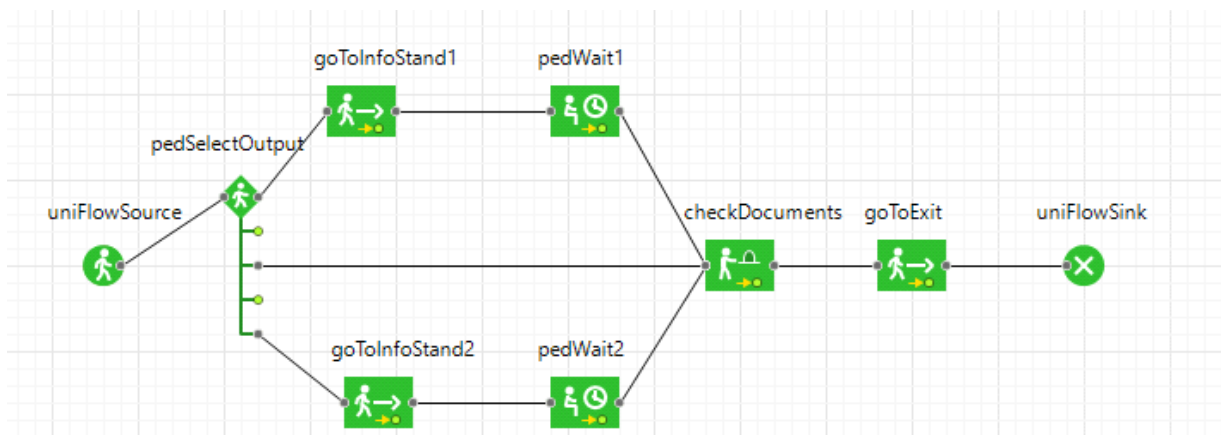 goToInfoStand1
pedWait1
pedSelectOutput
uniFlowSource
checkDocuments
goToExit
uniFlowSink
goToInfoStand2
pedWait2